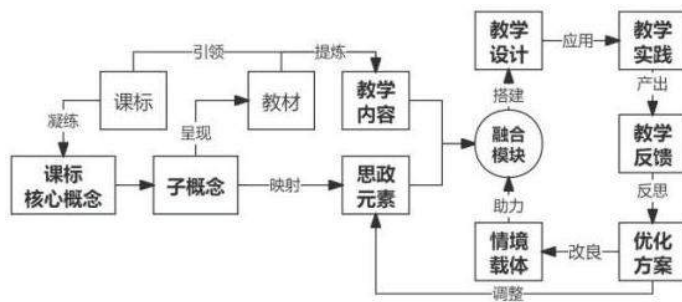 引领
提炼
课标
教材
教学
内容
凝练
呈现
课标
核心概念
子概念
映射
思政
元素
教学
设计
应用
教学
实践
搭建
产出
融合
模块
教学
反馈
助力
反思
情境
载体
改良
优化
方案
调整